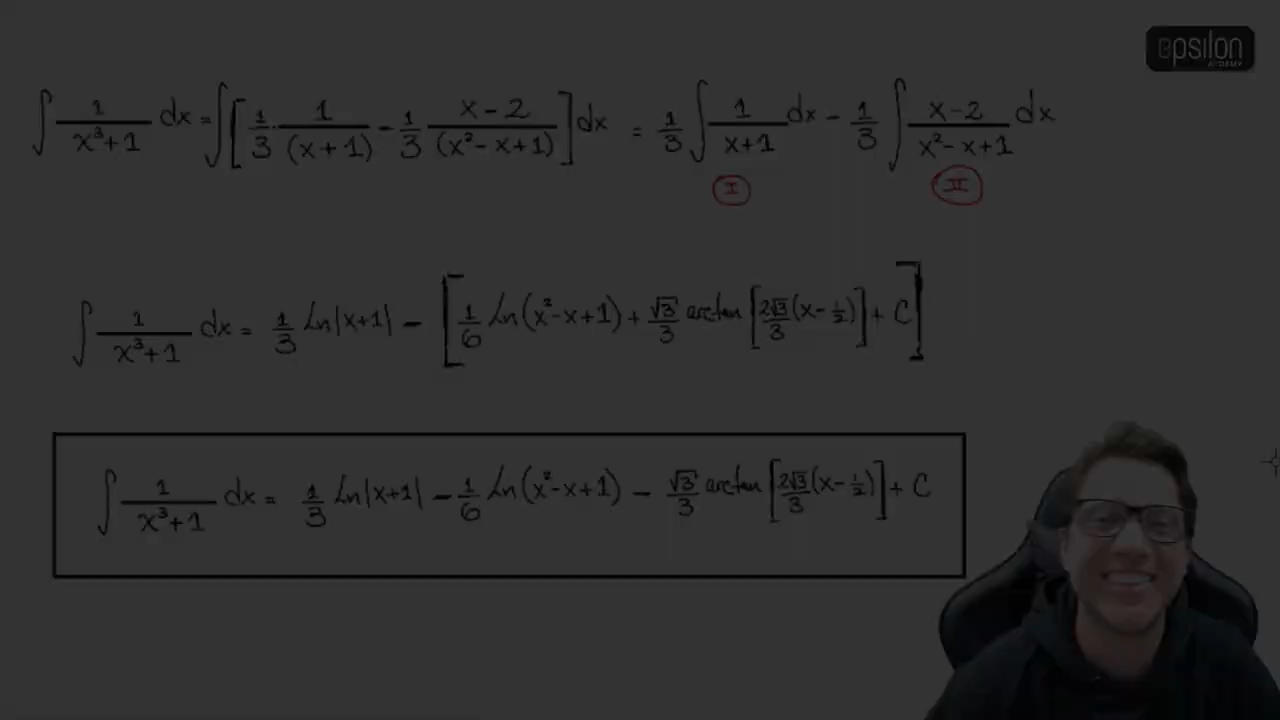 epsilon
ACADEMY
∫ 1/(x³+1) dx = ∫ [1/3 · 1/(x+1) - 1/3 (x-2)/(x²-x+1)] dx = 1/3 ∫ 1/(x+1) dx - 1/3 ∫ (x-2)/(x²-x+1) dx
I II
∫ 1/(x³+1) dx = 1/3 Ln|x+1| - [1/6 Ln(x²-x+1) + √3/3 arctan [2√3/3 (x-1/2)] + C]
∫ 1/(x³+1) dx = 1/3 Ln|x+1| - 1/6 Ln(x²-x+1) - √3/3 arctan [2√3/3 (x-1/2)] + C